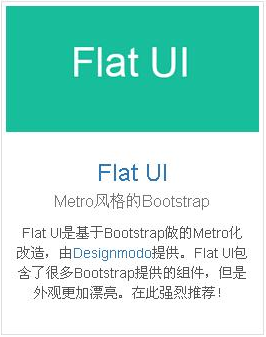 Flat UI
Flat UI
Metro风格的Bootstrap
Flat UI是基于Bootstrap做的Metro化
改造，由Designmodo提供。Flat UI包
含了很多Bootstrap提供的组件，但是
外观更加漂亮。在此强烈推荐！